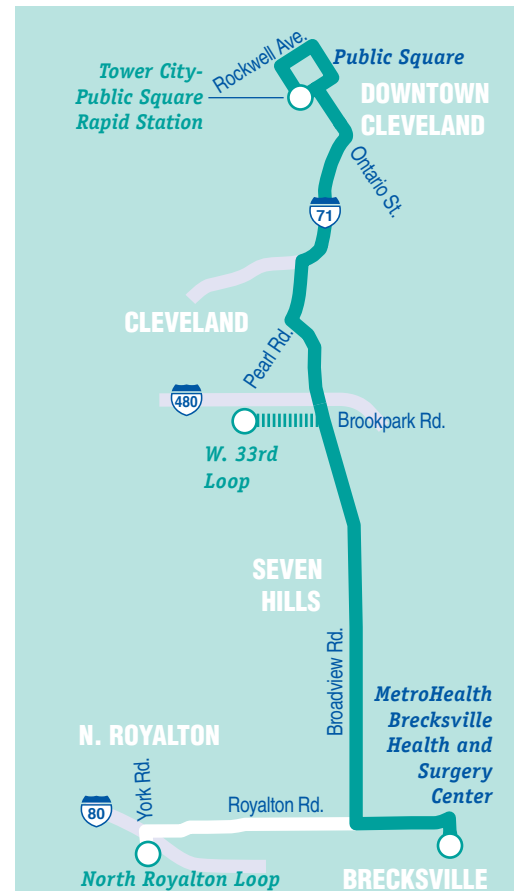 Rockwell Ave.
Public Square
Tower City-
Public Square
Rapid Station
DOWNTOWN
CLEVELAND
Ontario St.
71
CLEVELAND
Pearl Rd.
480
Brookpark Rd.
W. 33rd
Loop
SEVEN
HILLS
Broadview Rd.
MetroHealth
Brecksville
Health and
Surgery
Center
N. ROYALTON
York Rd.
80
Royalton Rd.
North Royalton Loop
BRECKSVILLE